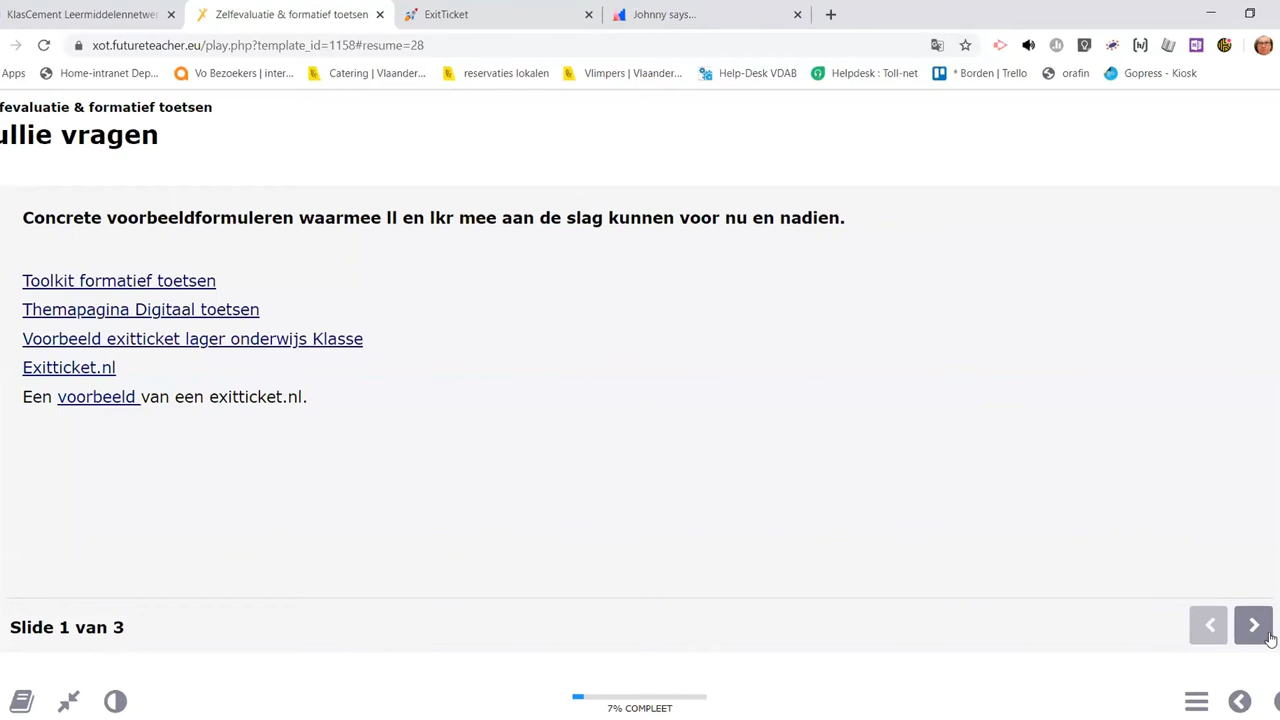 KlasCement Leermiddelennetwer
Zelfevaluatie & formatief toetsen
ExitTicket
Johnny says...
xot.futureteacher.eu/play.php?template_id=1158#resume=28
Apps
Home-intranet Dep...
Vo Bezoekers | inter...
Catering | Vlaander...
reservaties lokalen
Vlimpers | Vlaander...
Help-Desk VDAB
Helpdesk : Toll-net
* Borden | Trello
orafin
Gopress - Kiosk
fevaluatie & formatief toetsen
ullie vragen
Concrete voorbeeldformuleren waarmee ll en lkr mee aan de slag kunnen voor nu en nadien.
Toolkit formatief toetsen
Themapagina Digitaal toetsen
Voorbeeld exitticket lager onderwijs Klasse
Exitticket.nl
Een voorbeeld van een exitticket.nl.
Slide 1 van 3
7% COMPLEET